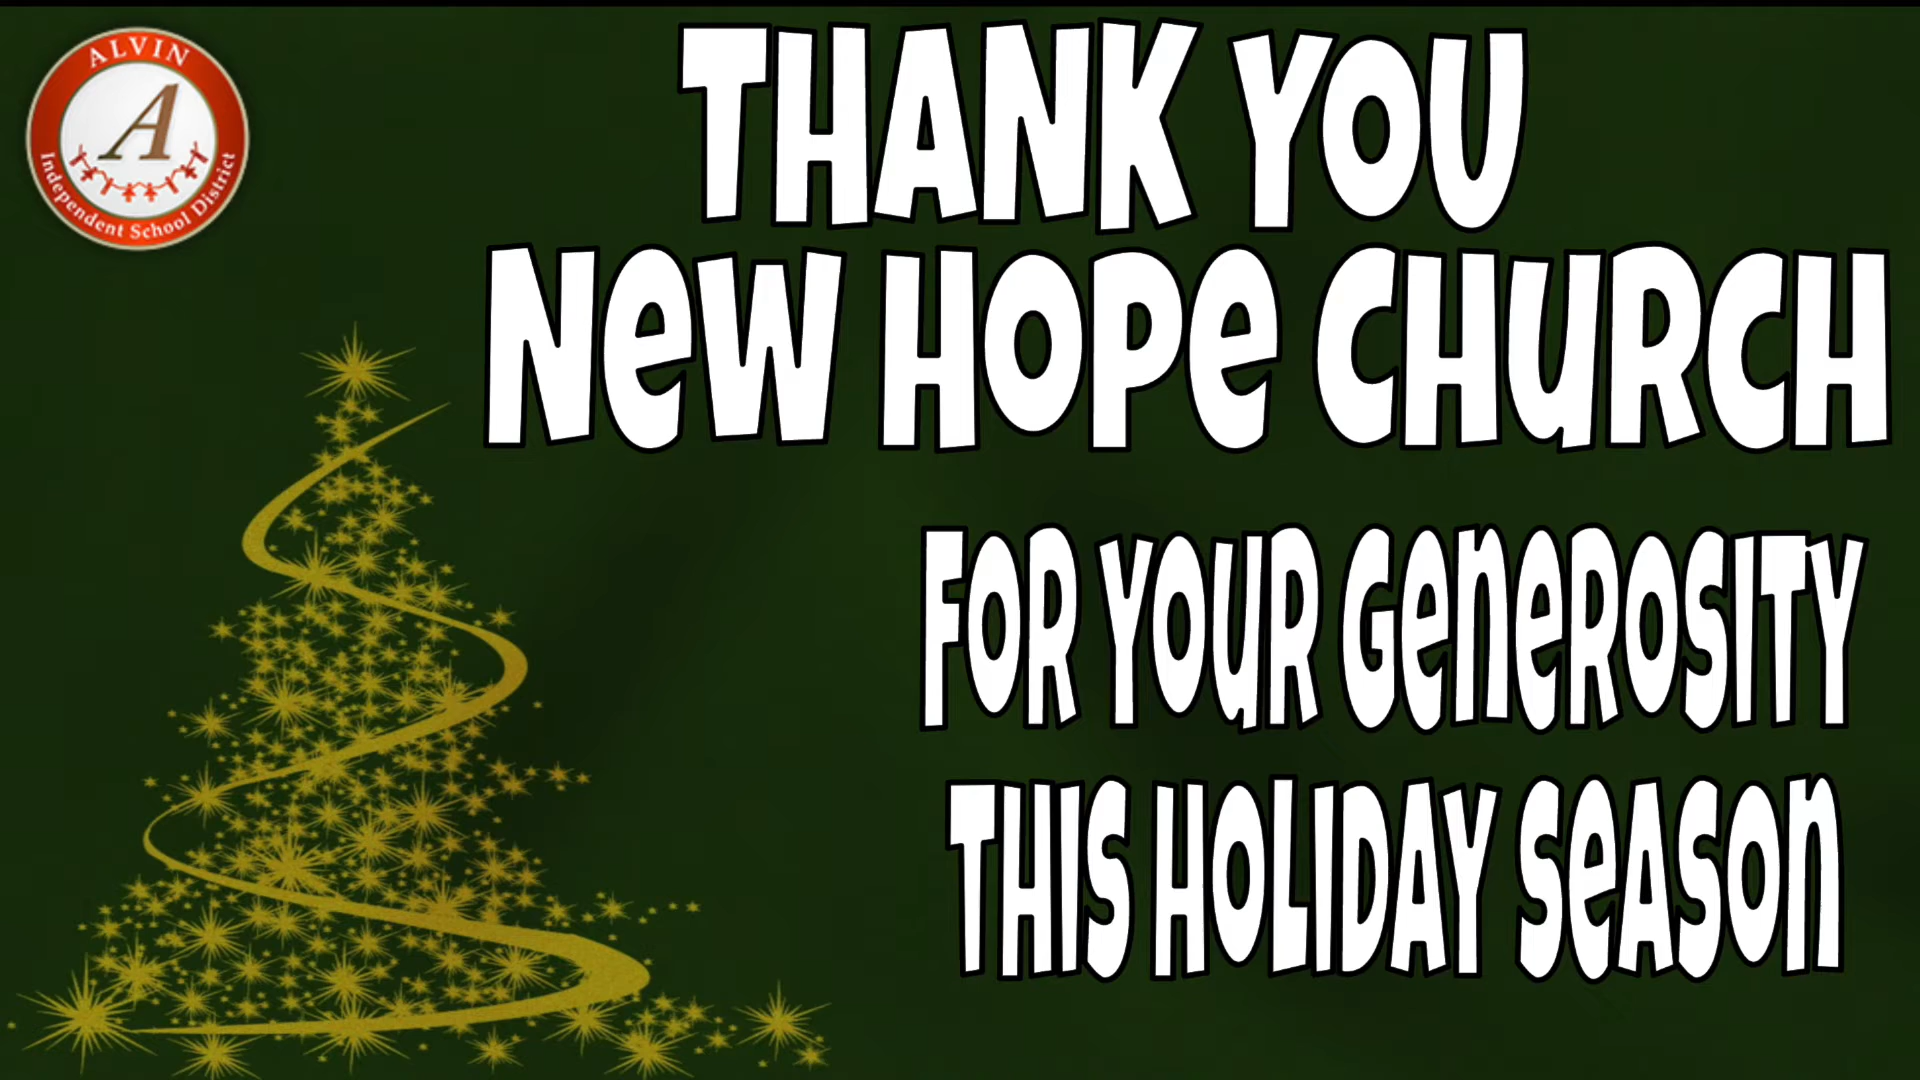 ALVIN
A
Independent School District
THANK YOU
New Hope Church
for your generosity
this holiday season